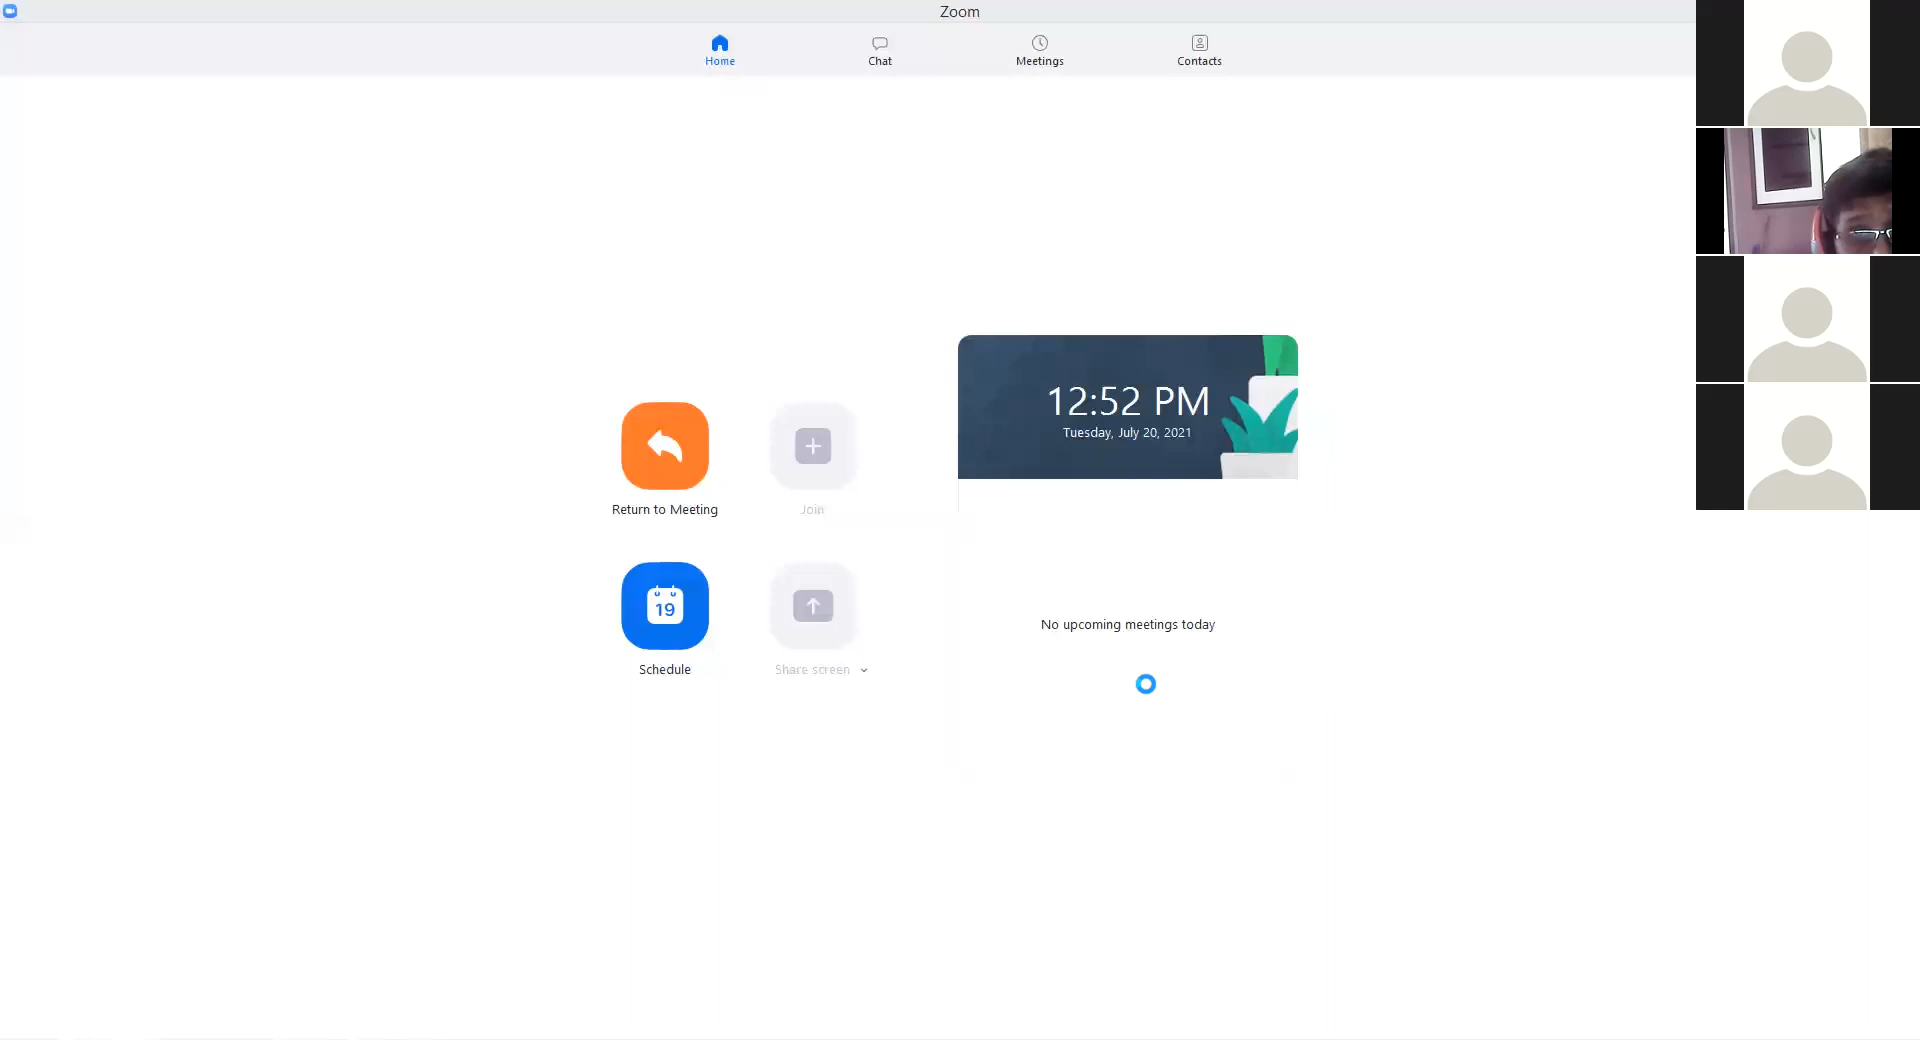 Zoom
Home
Chat
Meetings
Contacts
12:52 PM
Tuesday, July 20, 2021
Return to Meeting
Join
19
No upcoming meetings today
Schedule
Share screen